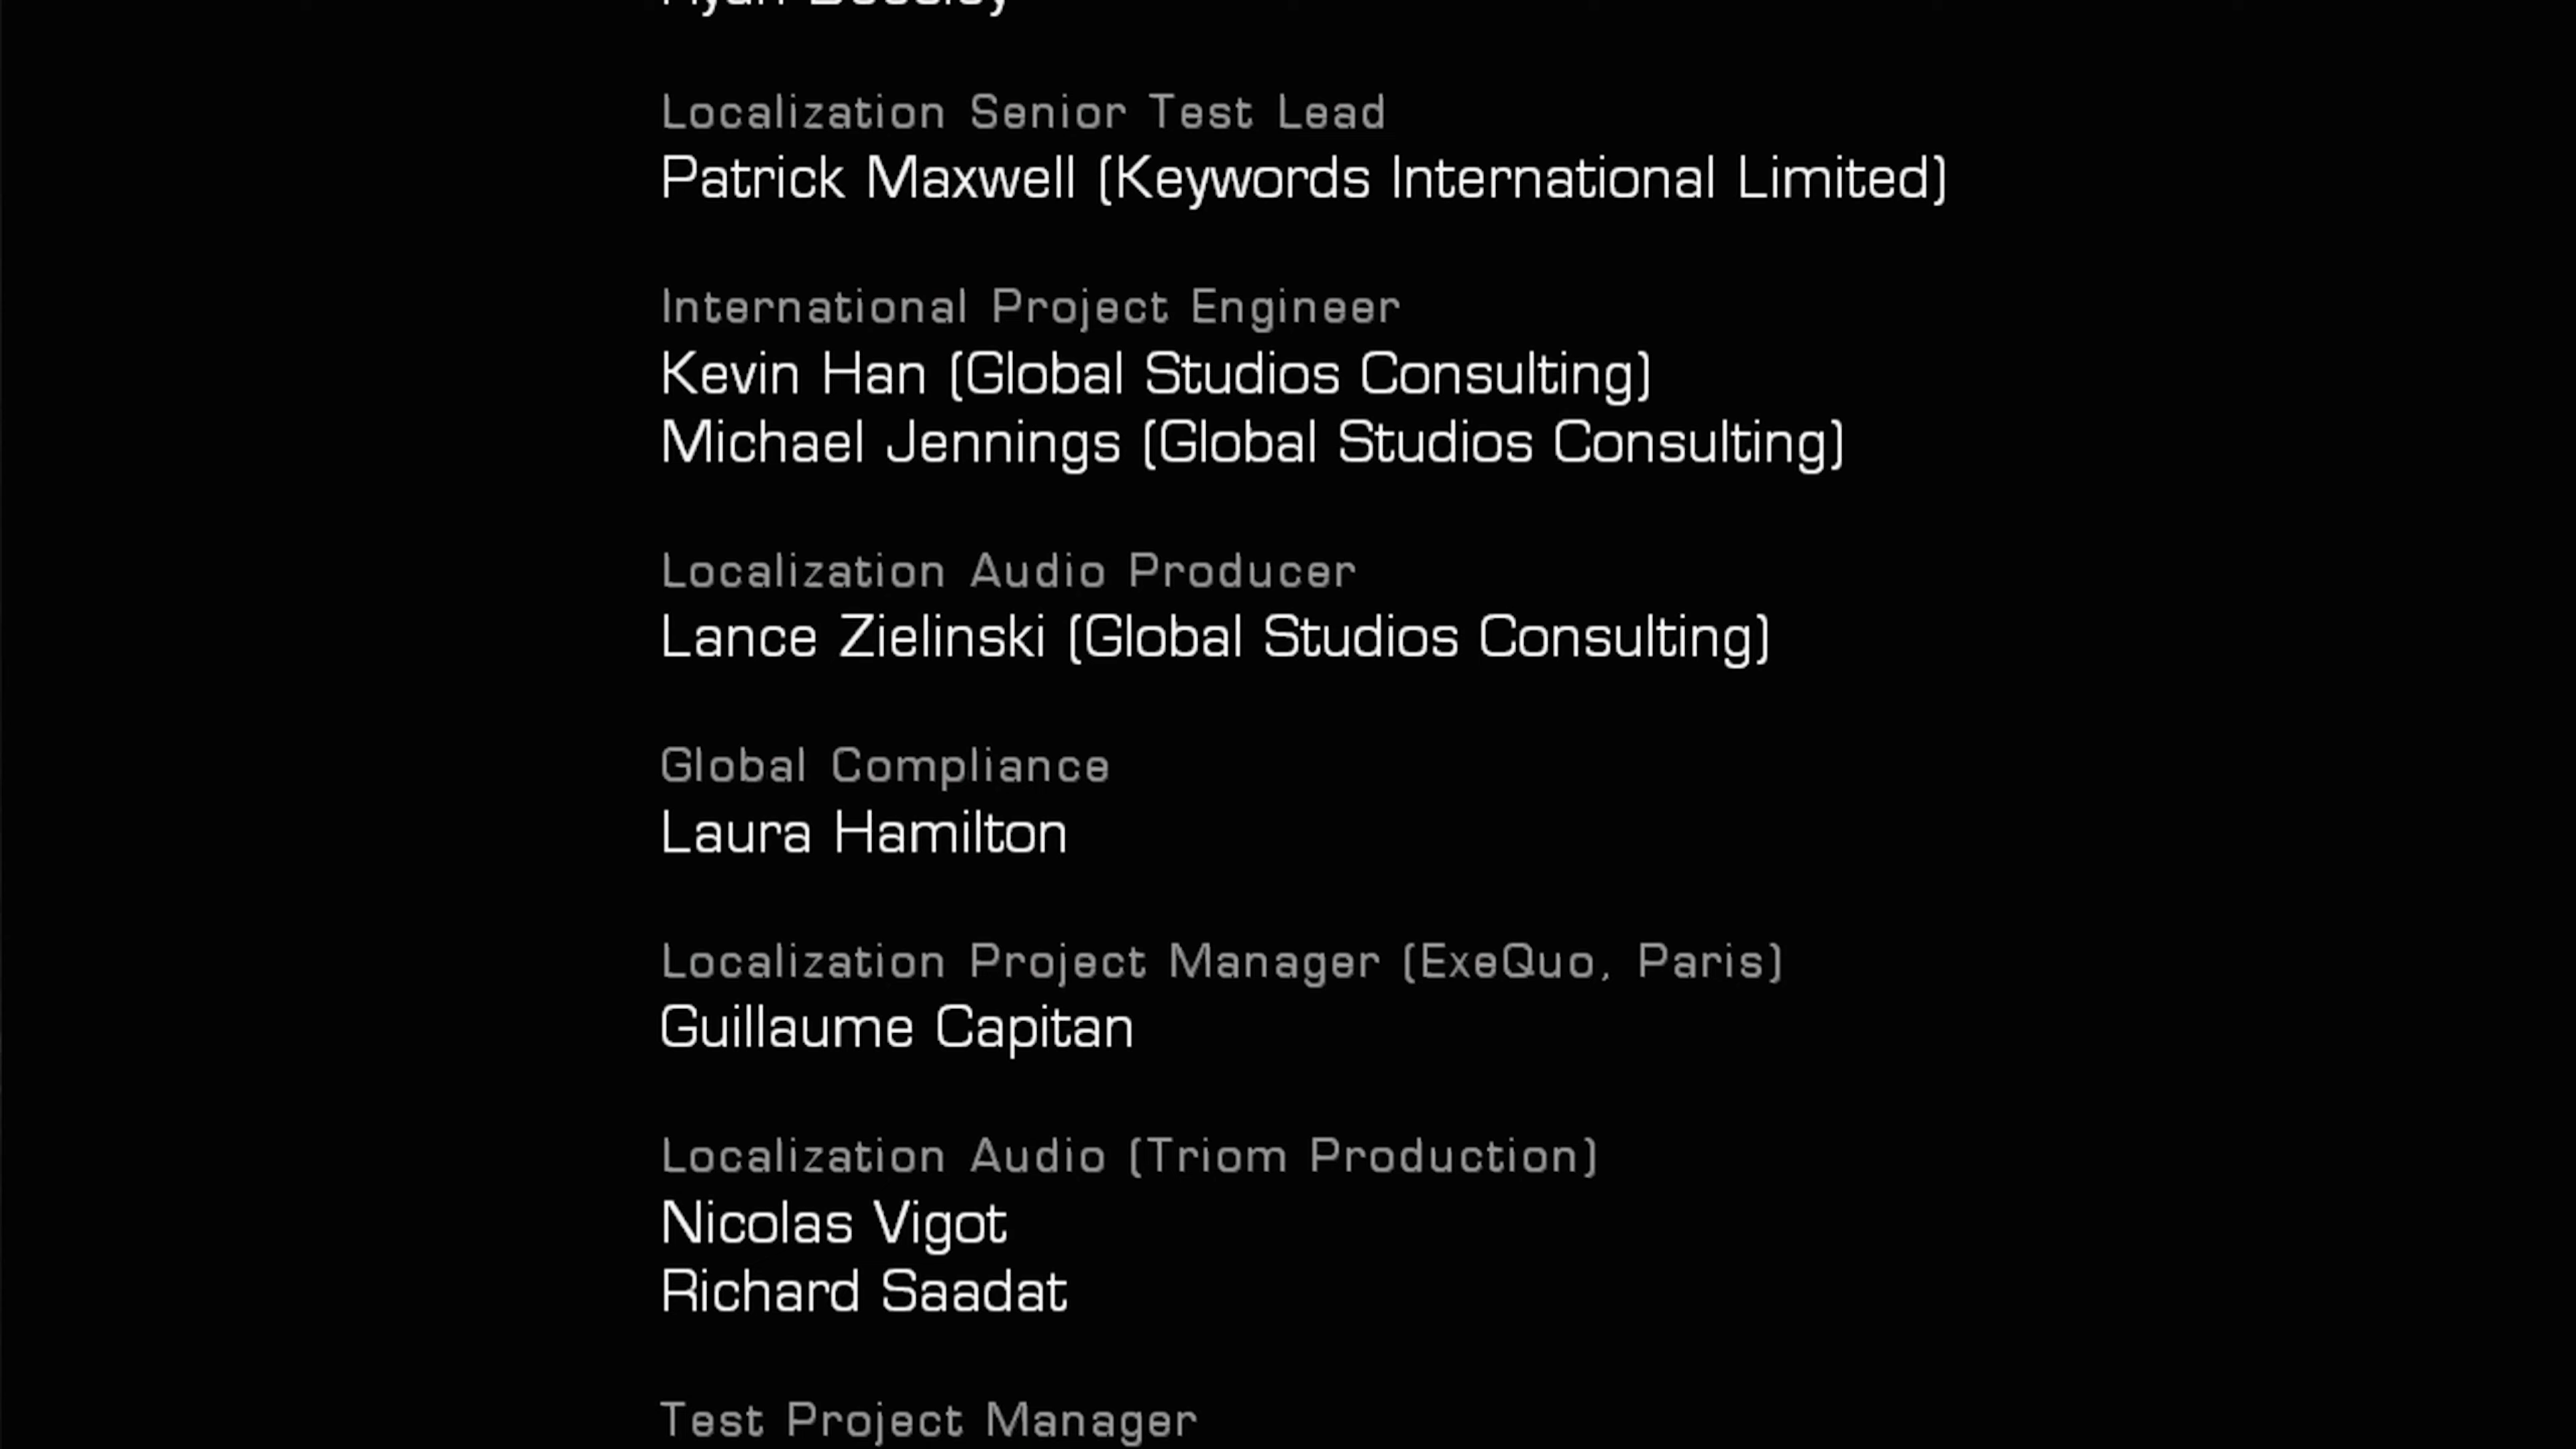 Localization Senior Test Lead
Patrick Maxwell (Keywords International Limited)
International Project Engineer
Kevin Han (Global Studios Consulting)
Michael Jennings (Global Studios Consulting)
Localization Audio Producer
Lance Zielinski (Global Studios Consulting)
Global Compliance
Laura Hamilton
Localization Project Manager (ExeQuo, Paris)
Guillaume Capitan
Localization Audio (Triom Production)
Nicolas Vigot
Richard Saadat
Test Project Manager